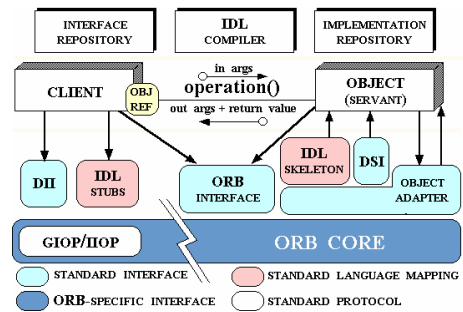 INTERFACE
REPOSITORY
IDL
COMPILER
IMPLEMENTATION
REPOSITORY
CLIENT
OBJ
REF
in args
operation()
out args + return value
OBJECT
(SERVANT)
DII
IDL
STUBS
ORB
INTERFACE
IDL
SKELETON
DSI
OBJECT
ADAPTER
GIOP/IIOP
ORB CORE
STANDARD INTERFACE
STANDARD LANGUAGE MAPPING
ORB-SPECIFIC INTERFACE
STANDARD PROTOCOL